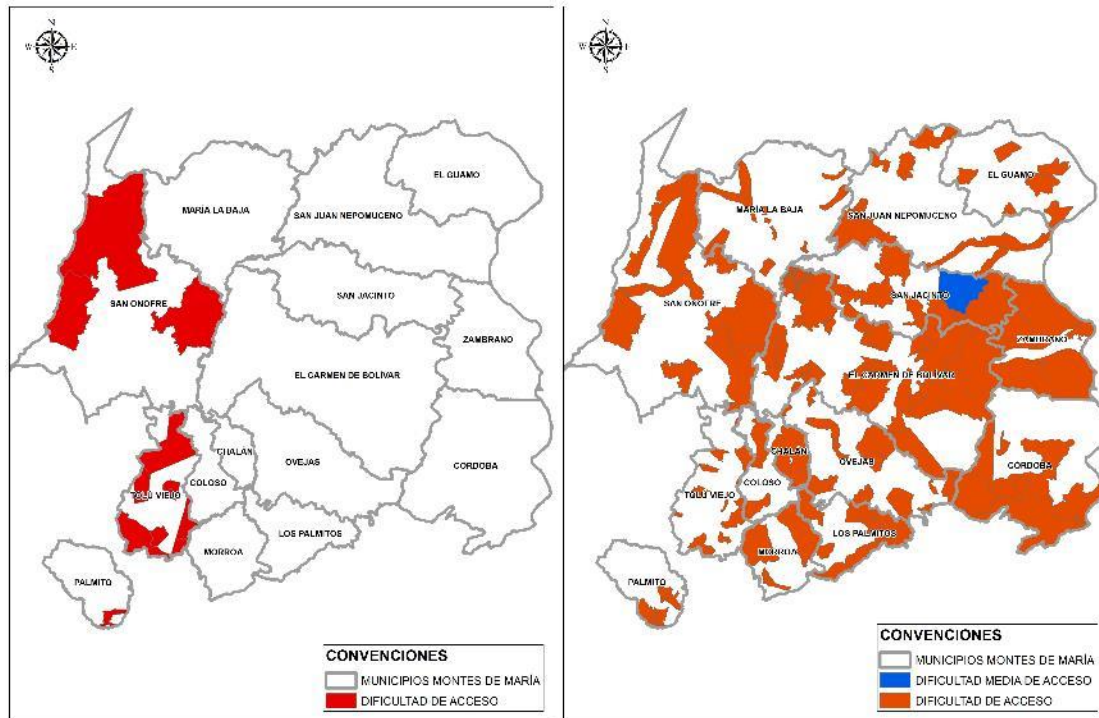 N
W E
S
MARÍA LA BAJA
EL GUAMO
SAN JUAN NEPOMUCENO
SAN ONOFRE
SAN JACINTO
ZAMBRANO
EL CARMEN DE BOLÍVAR
CHALAN
OVEJAS
CORDOBA
COLOSO
TOLU VIEJO
LOS PALMITOS
MORROA
PALMITO
CONVENCIONES
MUNICIPIOS MONTES DE MARÍA
DIFICULTAD DE ACCESO
N
W E
S
EL GUAMO
MARÍA LA BAJA
SAN JUAN NEPOMUCENO
SAN ONOFRE
SAN JACINTO
ZAMBRANO
EL CARMEN DE BOLIVAR
CHALAN
OVEJAS
CORDOBA
COLOSO
TOLU VIEJO
LOS PALMITOS
MORROA
PALMITO
CONVENCIONES
MUNICIPIOS MONTES DE MARÍA
DIFICULTAD MEDIA DE ACCESO
DIFICULTAD DE ACCESO